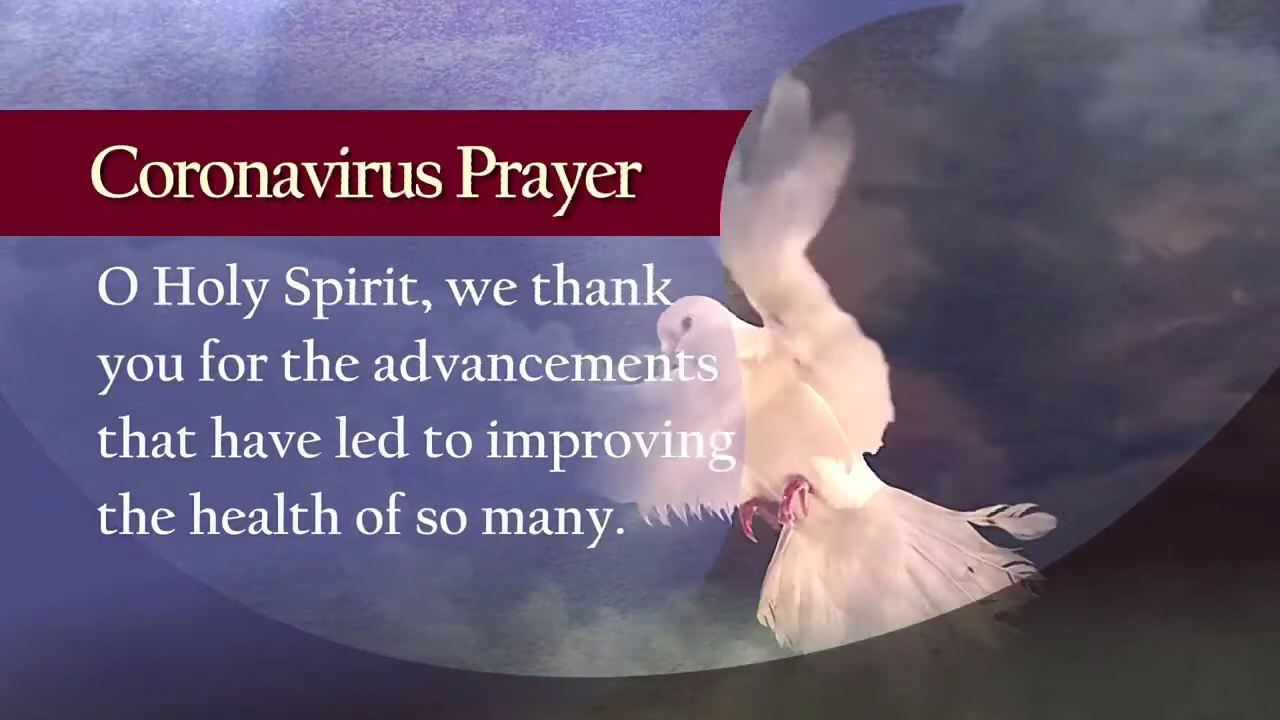 Coronavirus Prayer
O Holy Spirit, we thank
you for the advancements
that have led to improving
the health of so many.